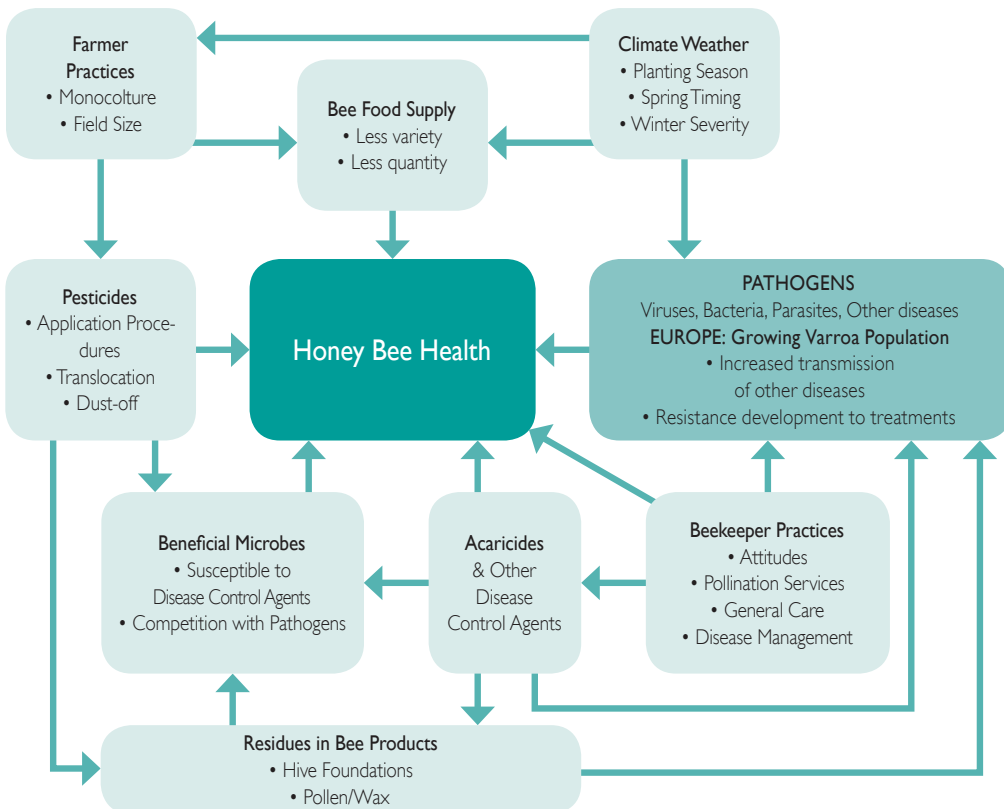 Farmer
Practices
• Monocolture
• Field Size
Bee Food Supply
• Less variety
• Less quantity
Climate Weather
• Planting Season
• Spring Timing
• Winter Severity
Pesticides
• Application Proce-
dures
• Translocation
• Dust-off
Honey Bee Health
PATHOGENS
Viruses, Bacteria, Parasites, Other diseases
EUROPE: Growing Varroa Population
• Increased transmission
of other diseases
• Resistance development to treatments
Beneficial Microbes
• Susceptible to
Disease Control Agents
• Competition with Pathogens
Acaricides
& Other
Disease
Control Agents
Beekeeper Practices
• Attitudes
• Pollination Services
• General Care
• Disease Management
Residues in Bee Products
• Hive Foundations
• Pollen/Wax